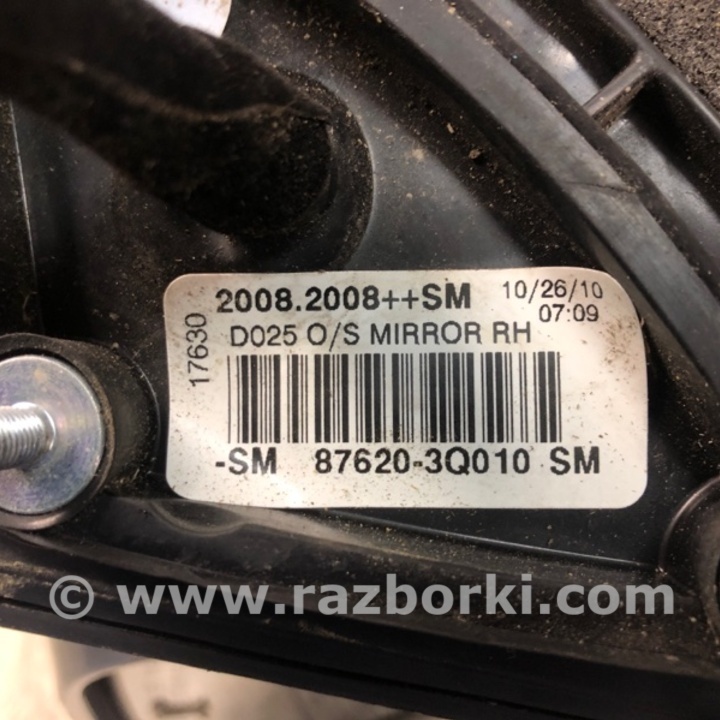 2008.2008++SM 10/26/10
07:09
17630
D025 O/S MIRROR RH
-SM 87620-3Q010 SM
© www.razborki.com